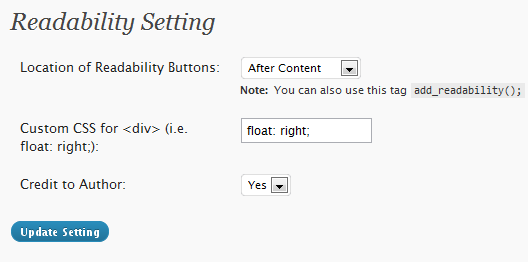 Readability Setting
Location of Readability Buttons: After Content
Note: You can also use this tag add_readability();
Custom CSS for <div> (i.e. float: right;
float: right;):
Credit to Author: Yes
Update Setting